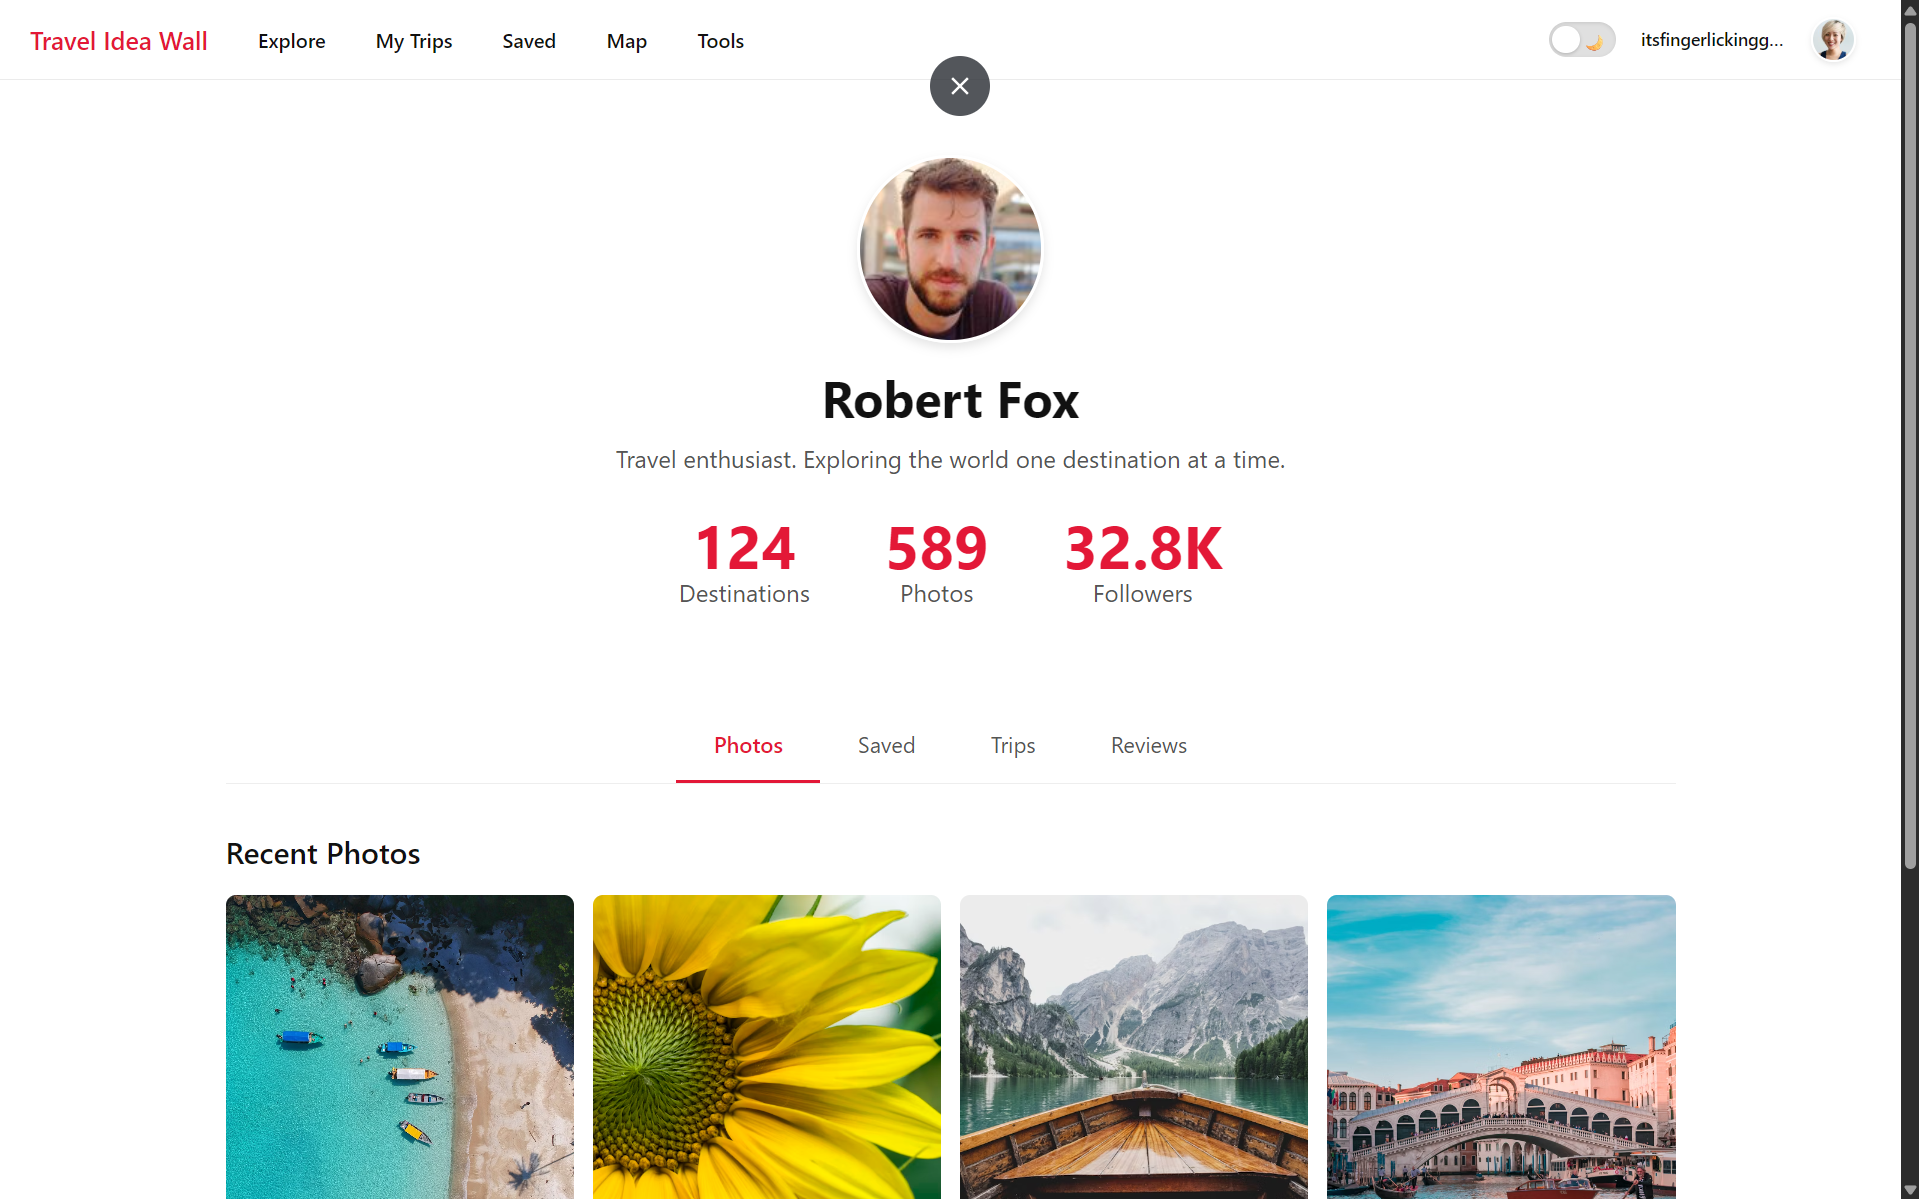 Travel Idea Wall
Explore
My Trips
Saved
Map
Tools
itsfingerlickingg...
Robert Fox
Travel enthusiast. Exploring the world one destination at a time.
124
Destinations
589
Photos
32.8K
Followers
Photos
Saved
Trips
Reviews
Recent Photos